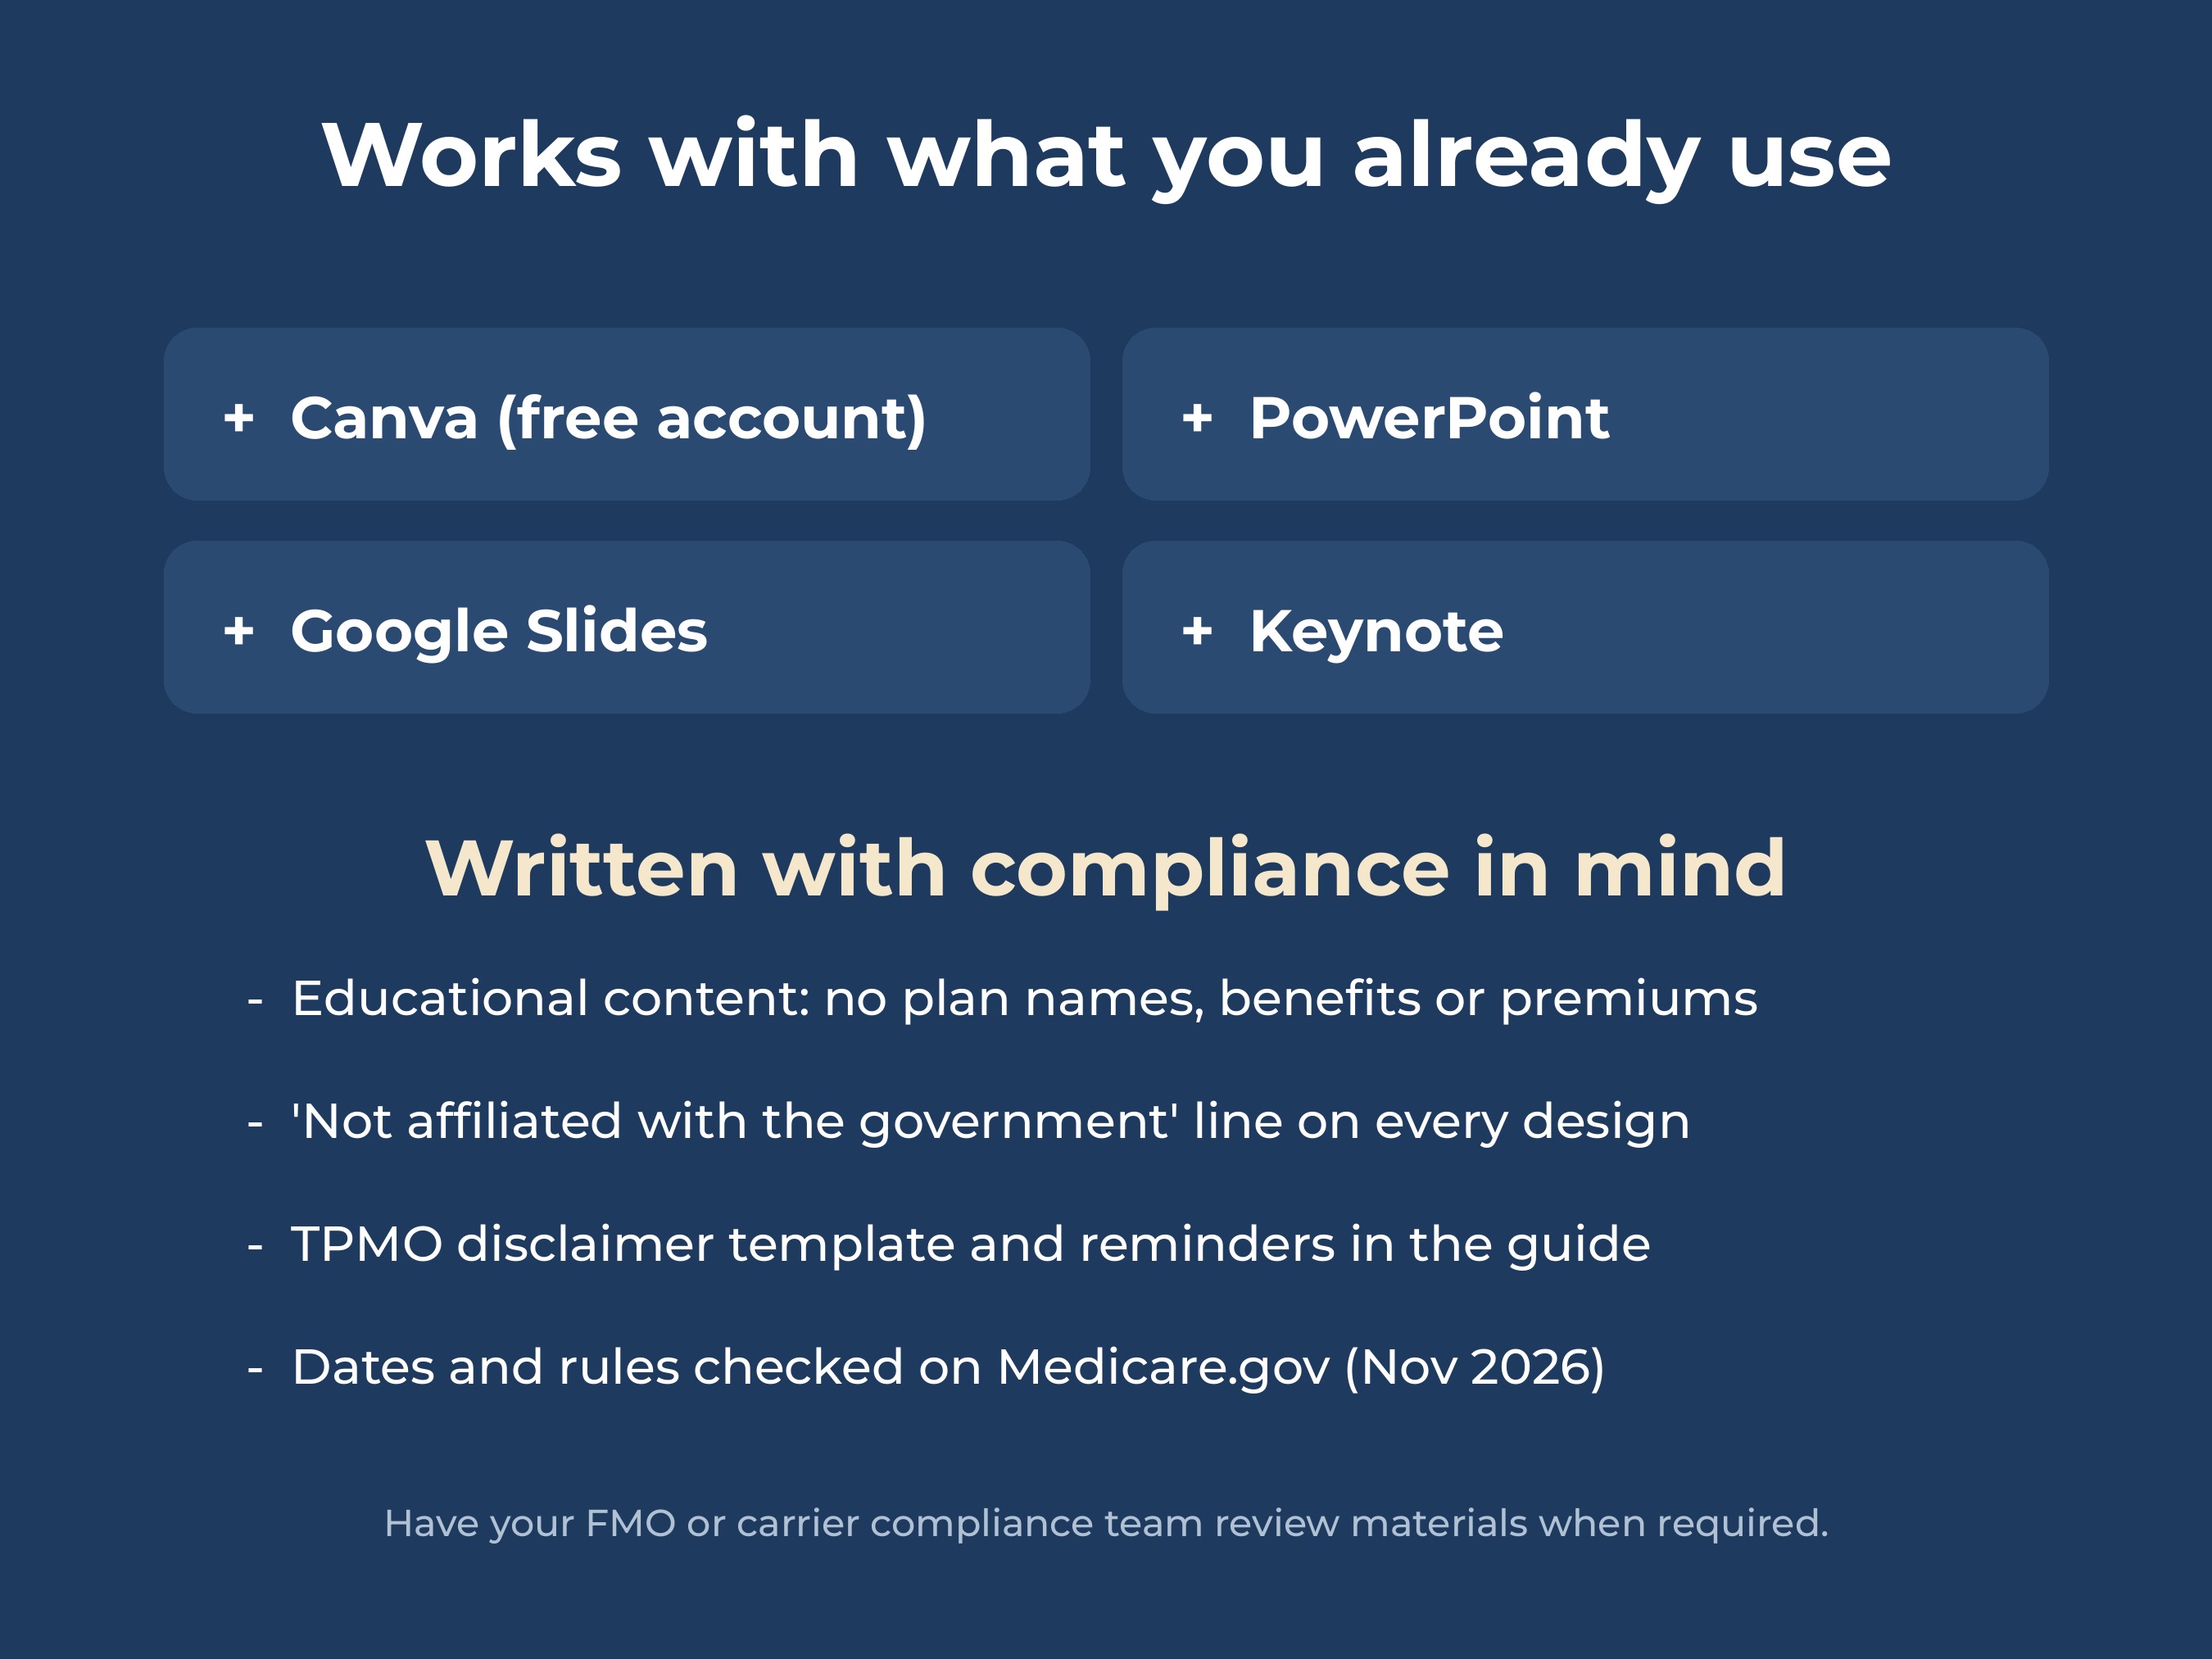 Works with what you already use
+ Canva (free account)
+ PowerPoint
+ Google Slides
+ Keynote
Written with compliance in mind
- Educational content: no plan names, benefits or premiums
- 'Not affiliated with the government' line on every design
- TPMO disclaimer template and reminders in the guide
- Dates and rules checked on Medicare.gov (Nov 2026)
Have your FMO or carrier compliance team review materials when required.